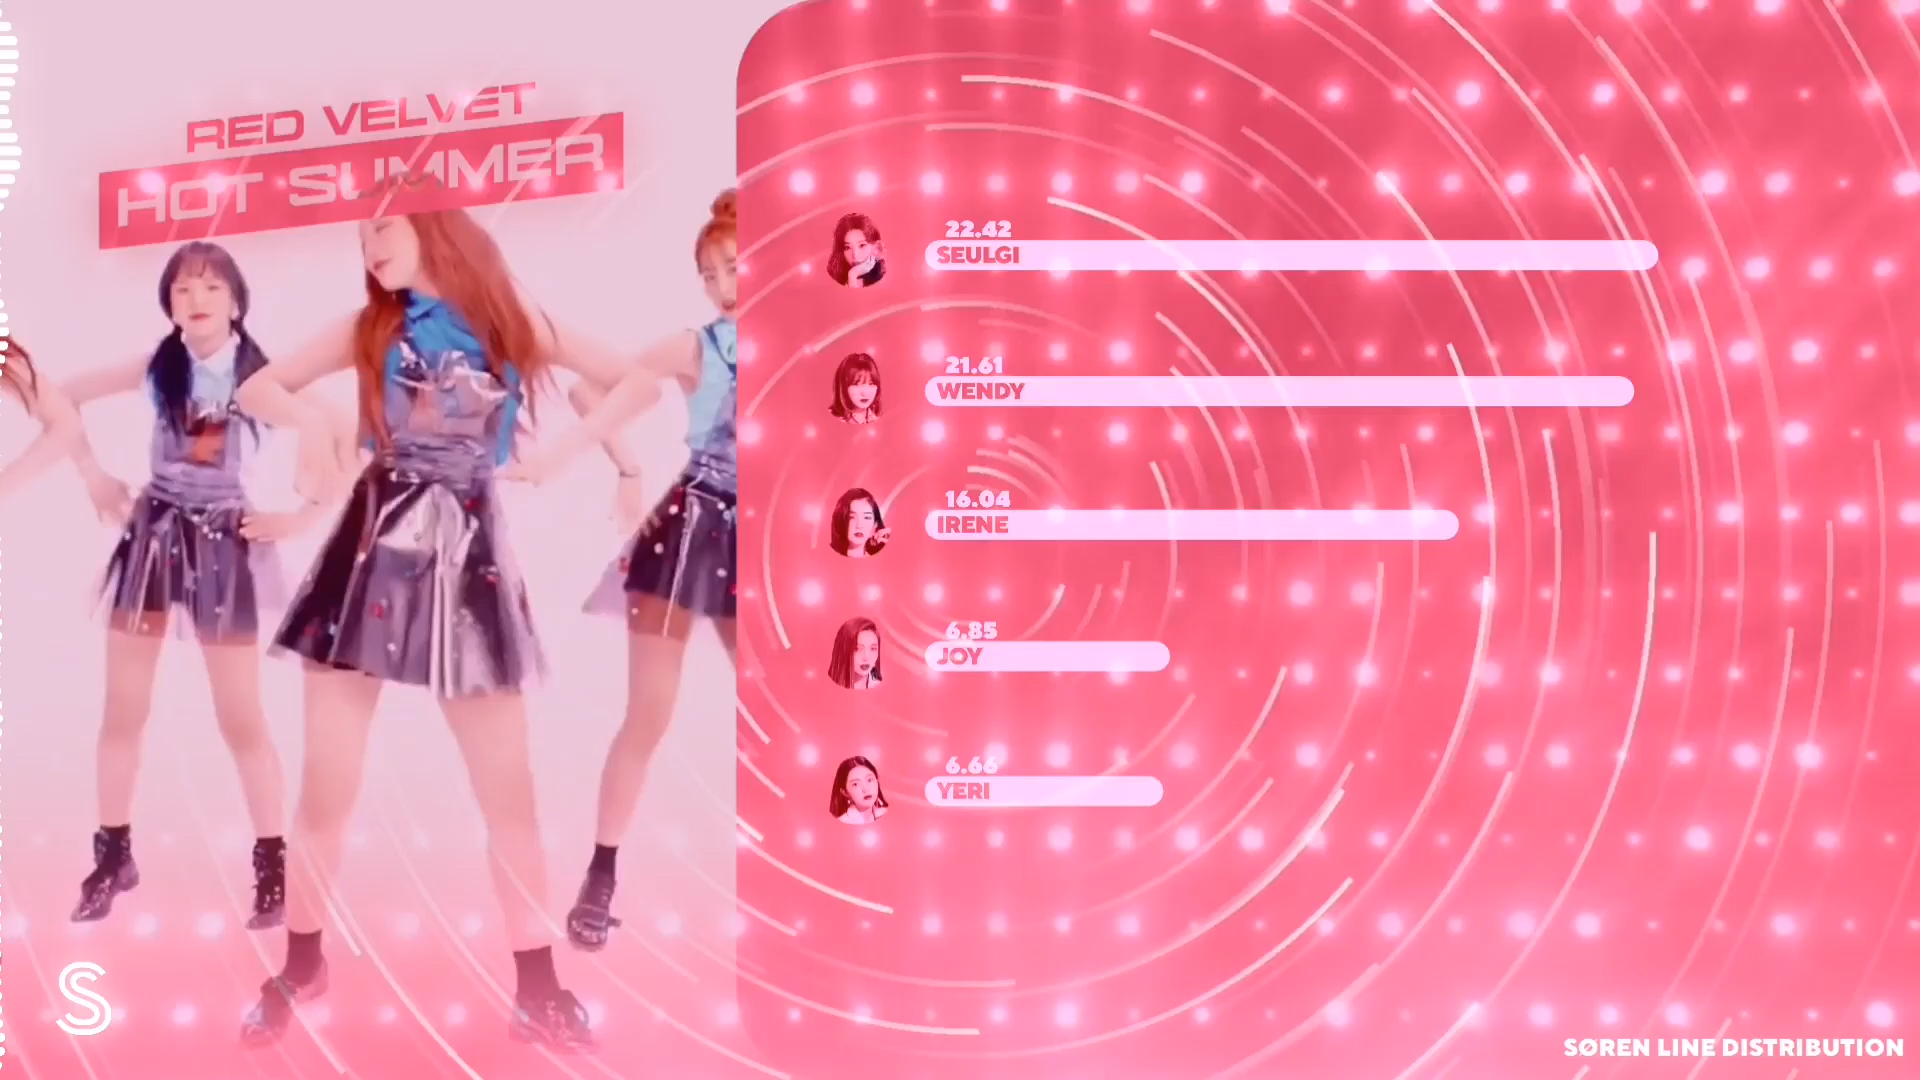 RED VELVET
HOT SUMMER
22.42
SEULGI
21.61
WENDY
16.04
IRENE
6.85
JOY
6.66
YERI
S
SØREN LINE DISTRIBUTION